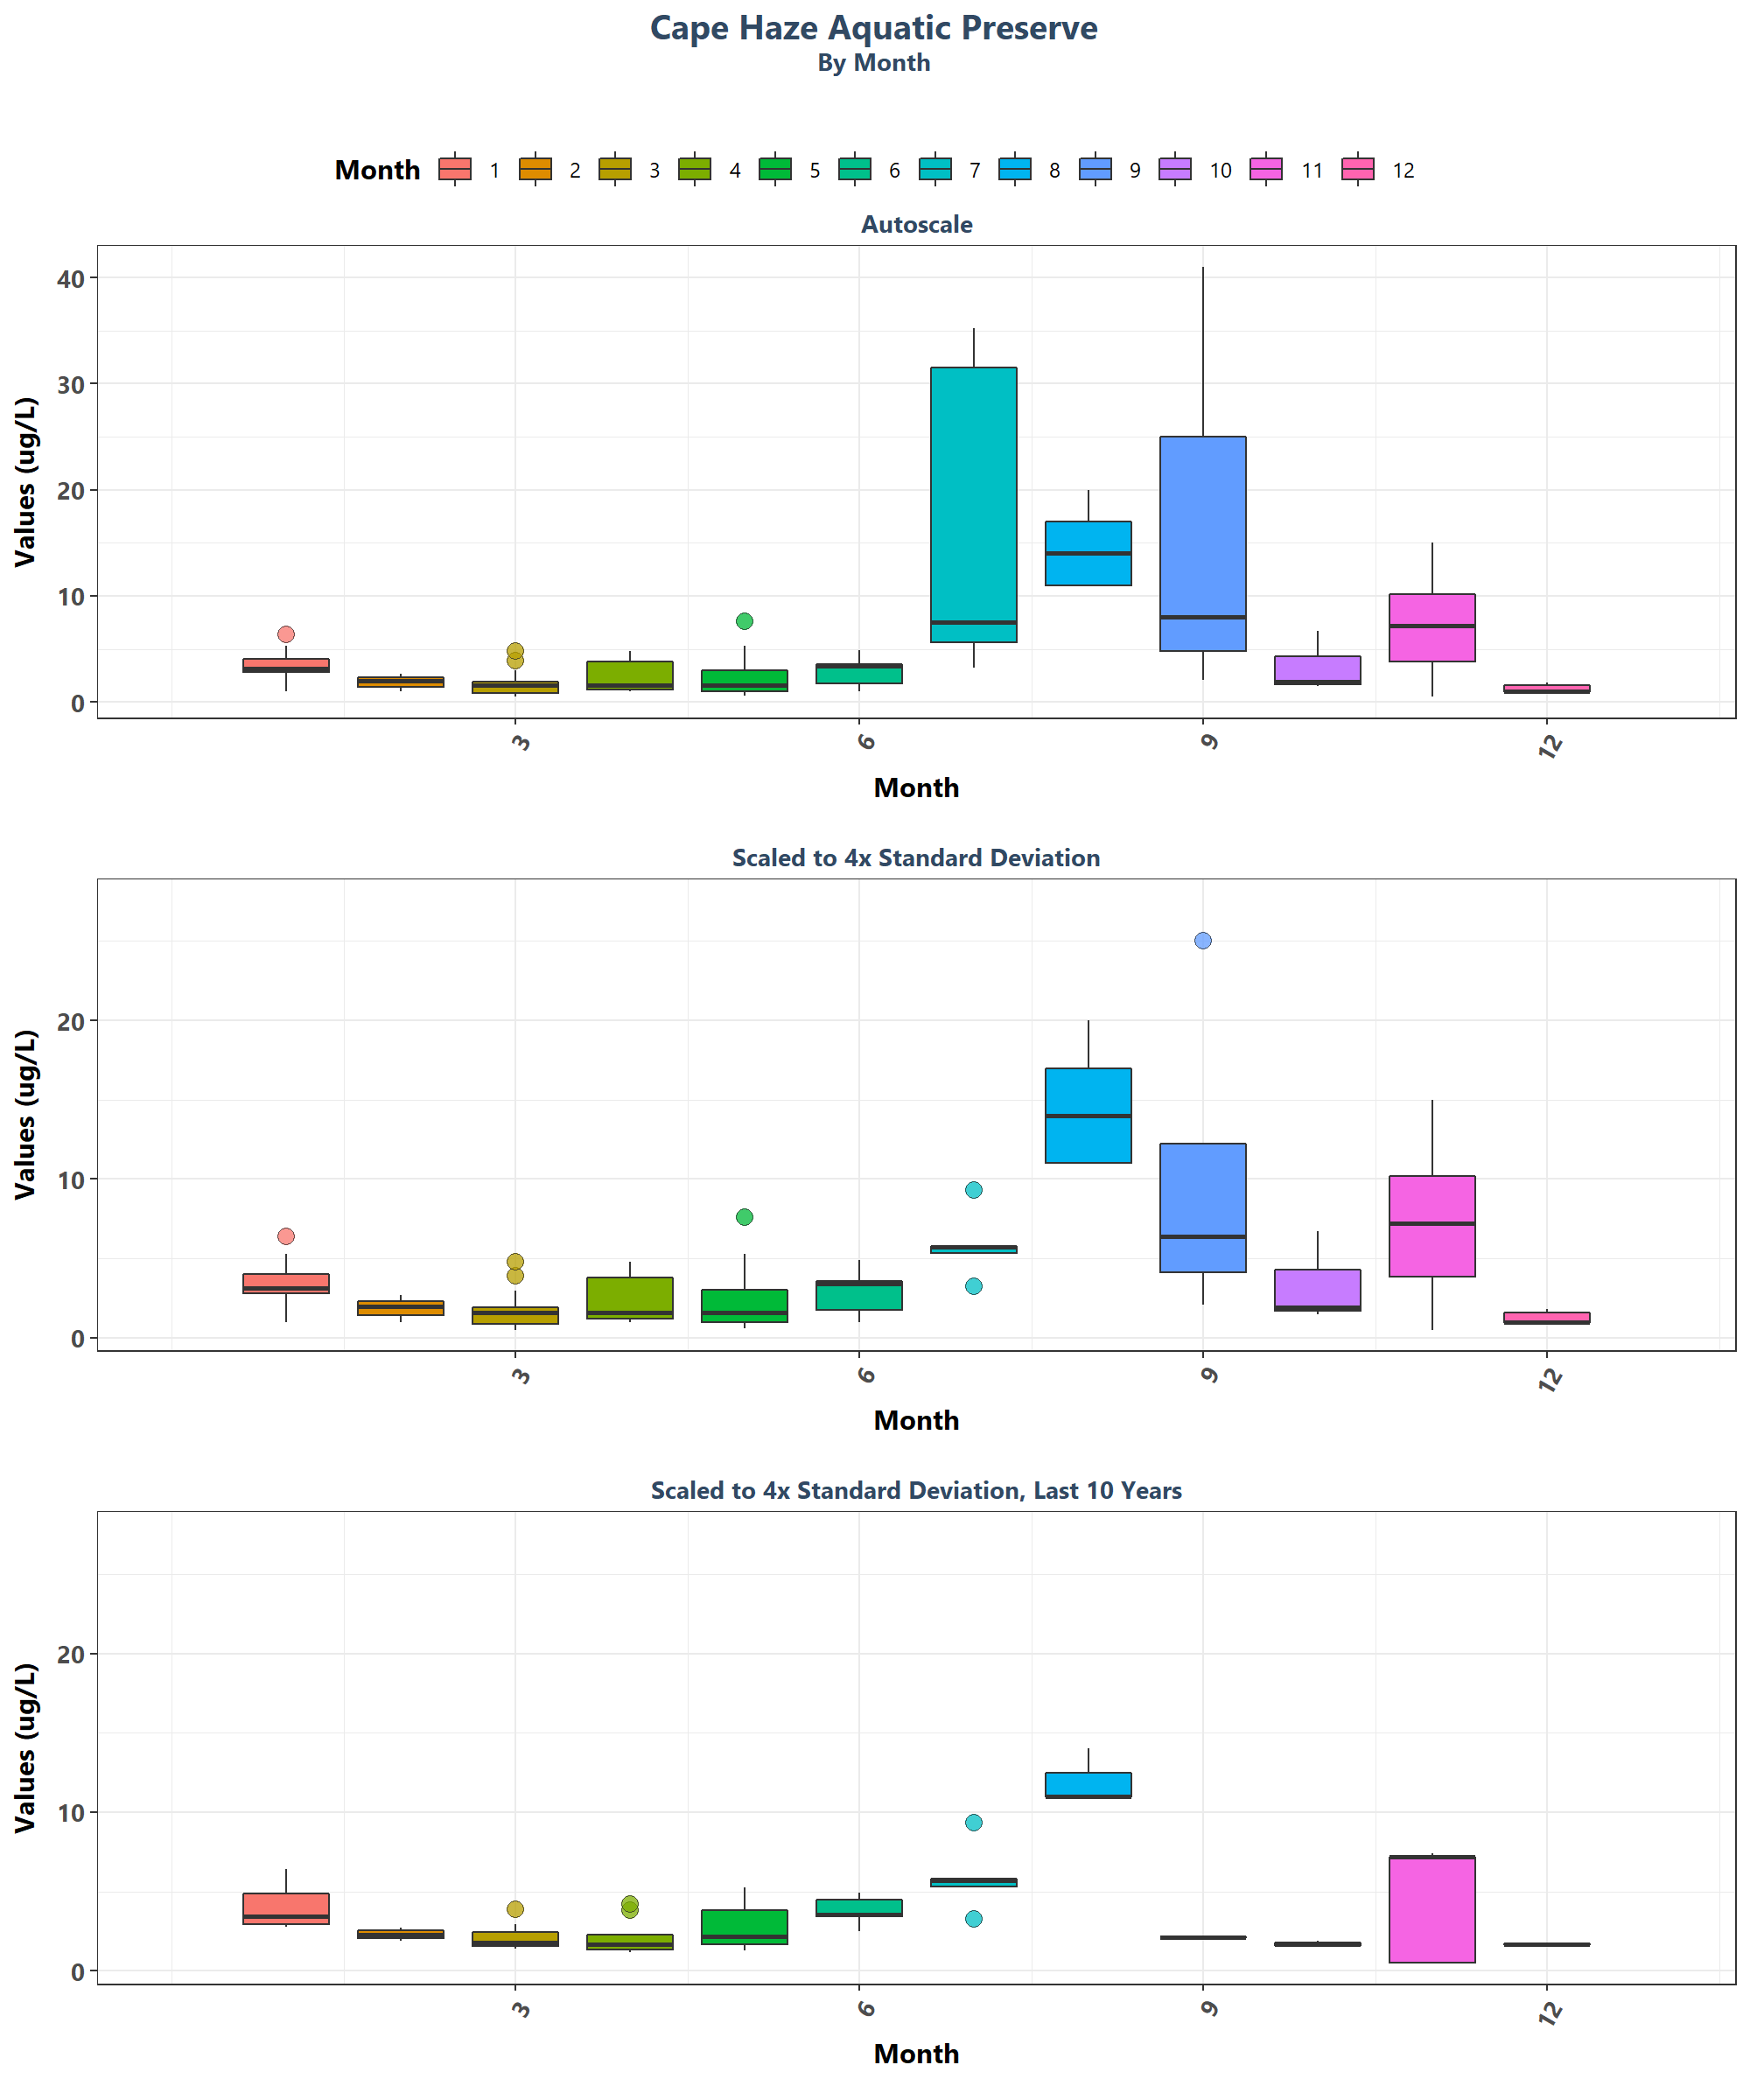 Cape Haze Aquatic Preserve
By Month
Month 1 2 3 4 5 6 7 8 9 10 11 12
Autoscale
Values (ug/L)
40
30
20
10
0
3 6 9 12
Month
Scaled to 4x Standard Deviation
Values (ug/L)
20
10
0
3 6 9 12
Month
Scaled to 4x Standard Deviation, Last 10 Years
Values (ug/L)
20
10
0
3 6 9 12
Month